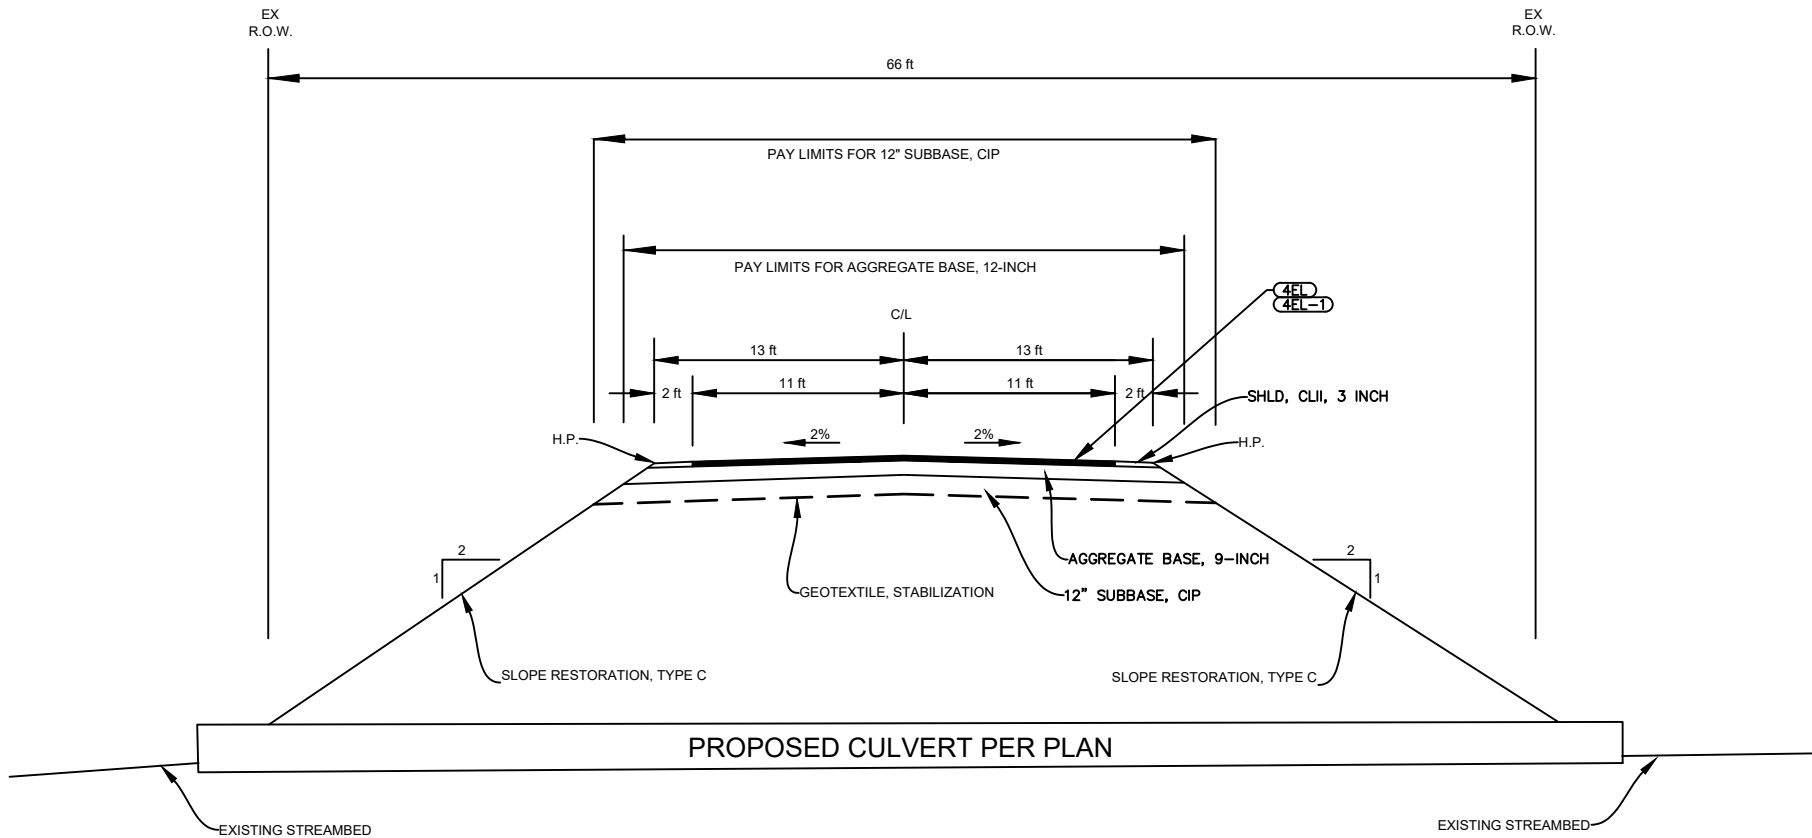 EX
R.O.W.
EX
R.O.W.
66 ft
PAY LIMITS FOR 12" SUBBASE, CIP
PAY LIMITS FOR AGGREGATE BASE, 12-INCH
4EL
4EL-1
C/L
13 ft
13 ft
2 ft
11 ft
11 ft
2 ft
SHLD, CLII, 3 INCH
H.P.
2%
2%
H.P.
2
1
2
1
AGGREGATE BASE, 9-INCH
GEOTEXTILE, STABILIZATION
12" SUBBASE, CIP
SLOPE RESTORATION, TYPE C
SLOPE RESTORATION, TYPE C
PROPOSED CULVERT PER PLAN
EXISTING STREAMBED
EXISTING STREAMBED